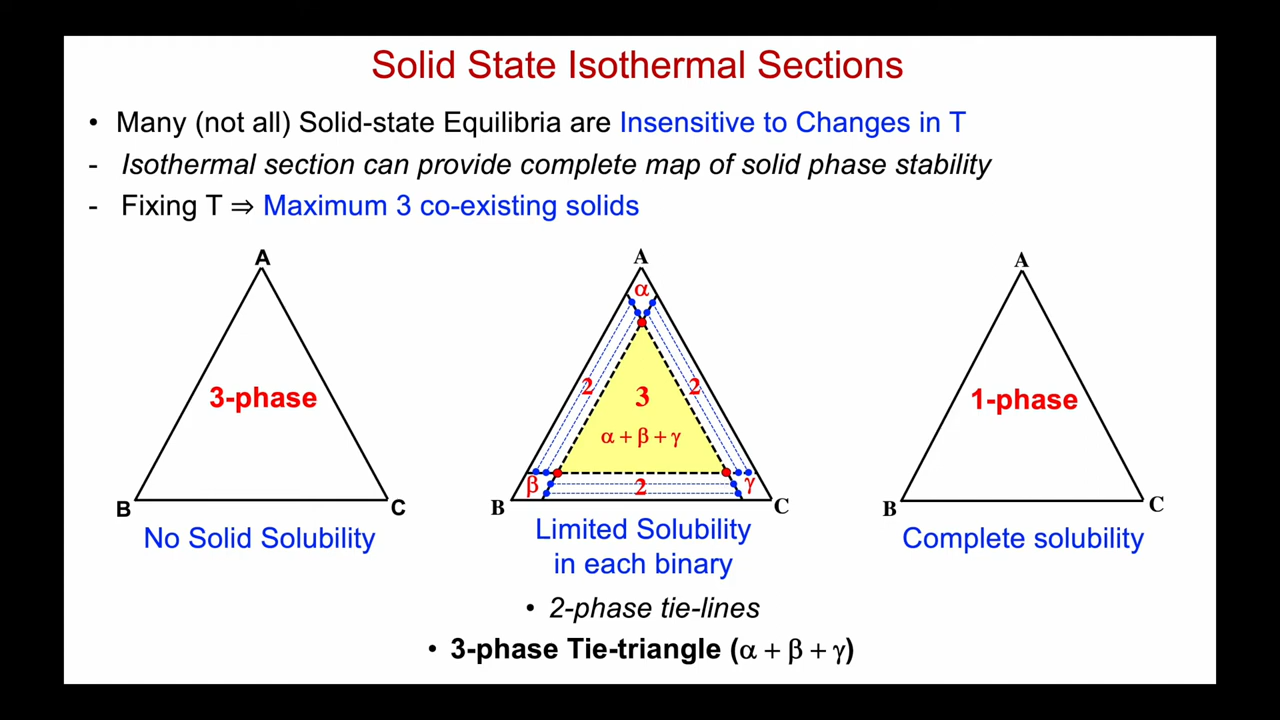 Solid State Isothermal Sections
• Many (not all) Solid-state Equilibria are Insensitive to Changes in T
- Isothermal section can provide complete map of solid phase stability
- Fixing T ⇒ Maximum 3 co-existing solids
A
3-phase
B
C
No Solid Solubility
A
α
2
2
3
α + β + γ
β
2
γ
B
C
Limited Solubility
in each binary
• 2-phase tie-lines
• 3-phase Tie-triangle (α + β + γ)
A
1-phase
B
C
Complete solubility